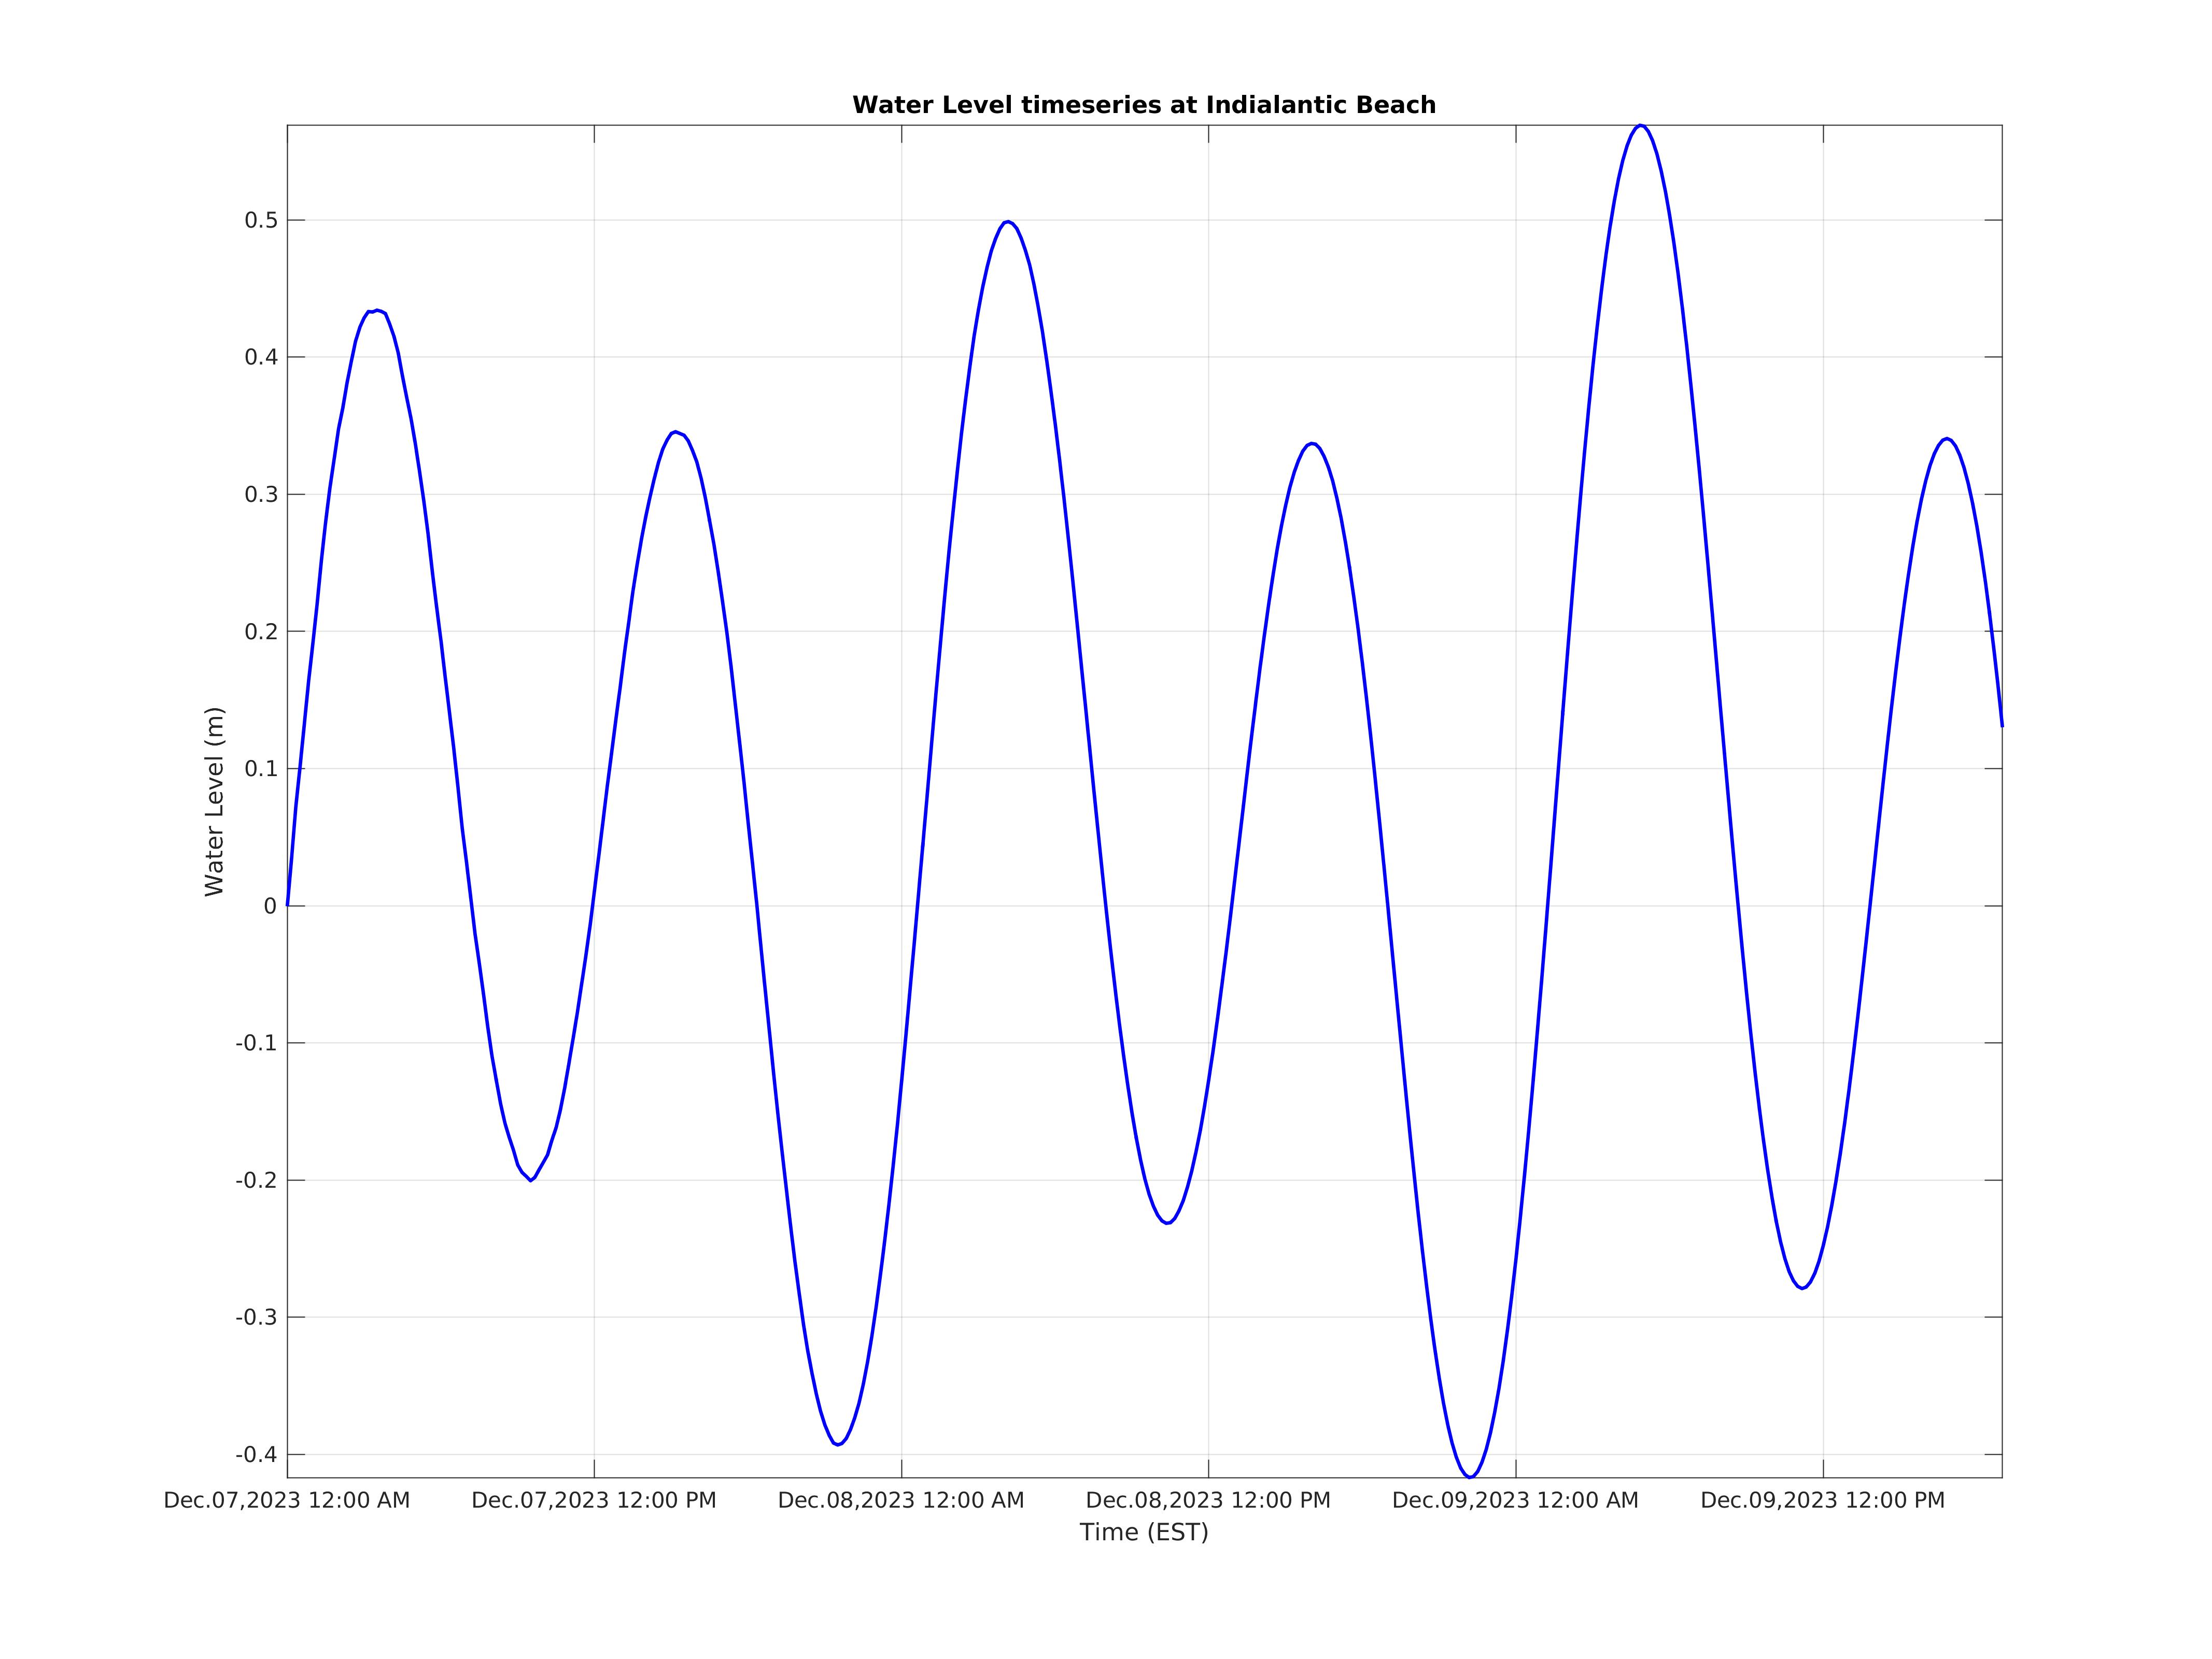 Water Level timeseries at Indialantic Beach
Water Level (m)
0.5
0.4
0.3
0.2
0.1
0
-0.1
-0.2
-0.3
-0.4
Dec.07,2023 12:00 AM Dec.07,2023 12:00 PM Dec.08,2023 12:00 AM Dec.08,2023 12:00 PM Dec.09,2023 12:00 AM Dec.09,2023 12:00 PM
Time (EST)